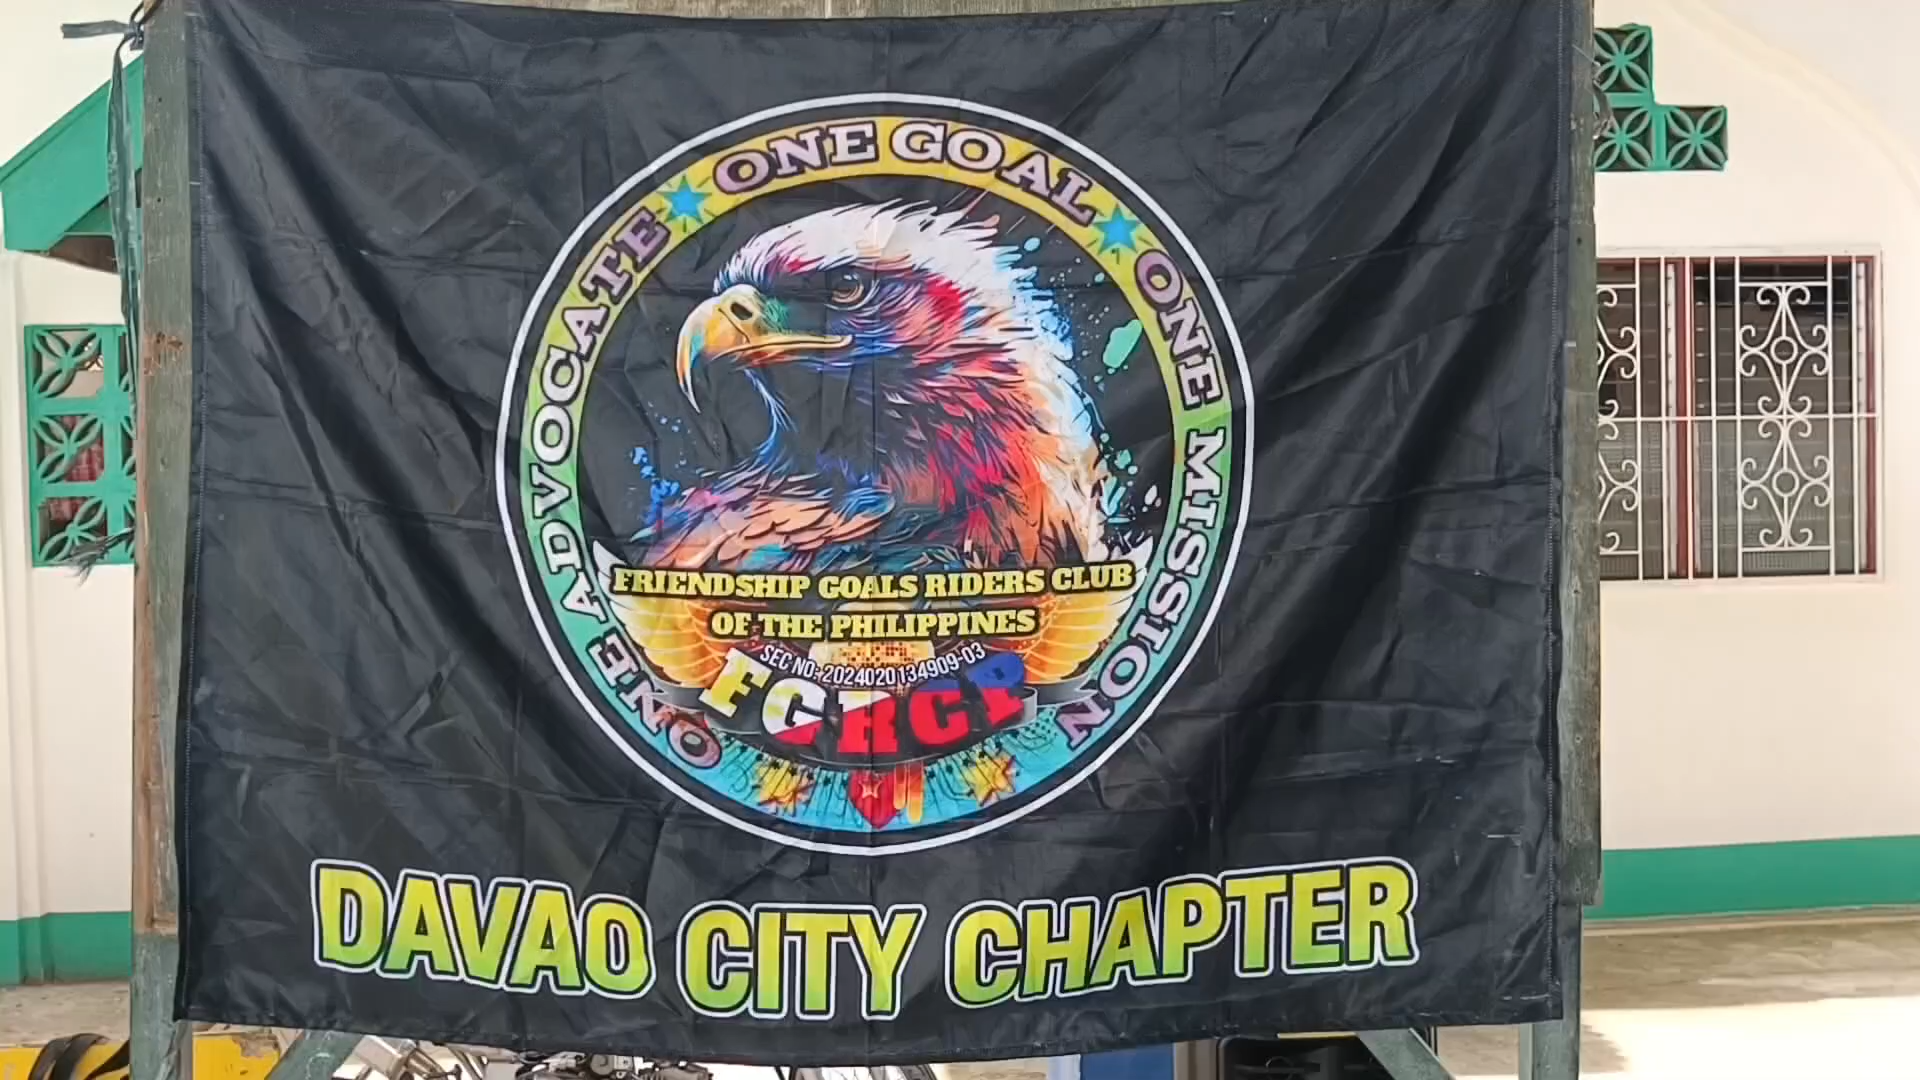 ONE ADVOCATE ONE GOAL ONE MISSION
FRIENDSHIP GOALS RIDERS CLUB
OF THE PHILIPPINES
SEC NO: 2024020134909-03
FGRCP
DAVAO CITY CHAPTER